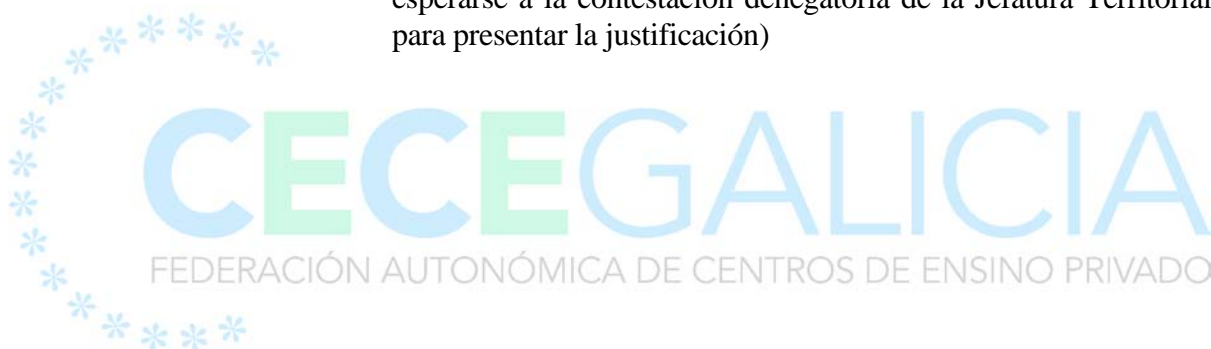 esperarse a la contestación denegatoria de la Jefatura Territorial
para presentar la justificación)
CECEGALICIA
FEDERACIÓN AUTONÓMICA DE CENTROS DE ENSINO PRIVADO